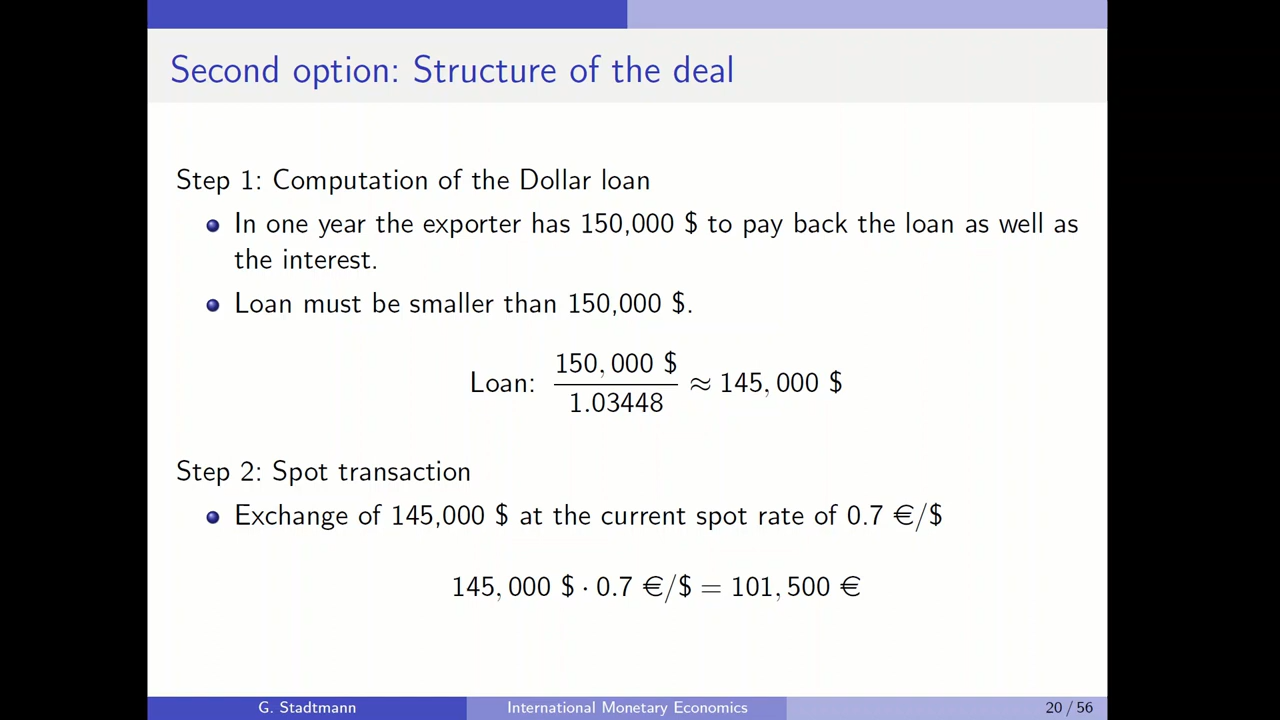 Second option: Structure of the deal
Step 1: Computation of the Dollar loan
In one year the exporter has 150,000 $ to pay back the loan as well as
the interest.
Loan must be smaller than 150,000 $.
Loan: 150,000 $ / 1.03448 ≈ 145,000 $
Step 2: Spot transaction
Exchange of 145,000 $ at the current spot rate of 0.7 €/$
145,000 $ · 0.7 €/$ = 101,500 €
G. Stadtmann International Monetary Economics 20 / 56